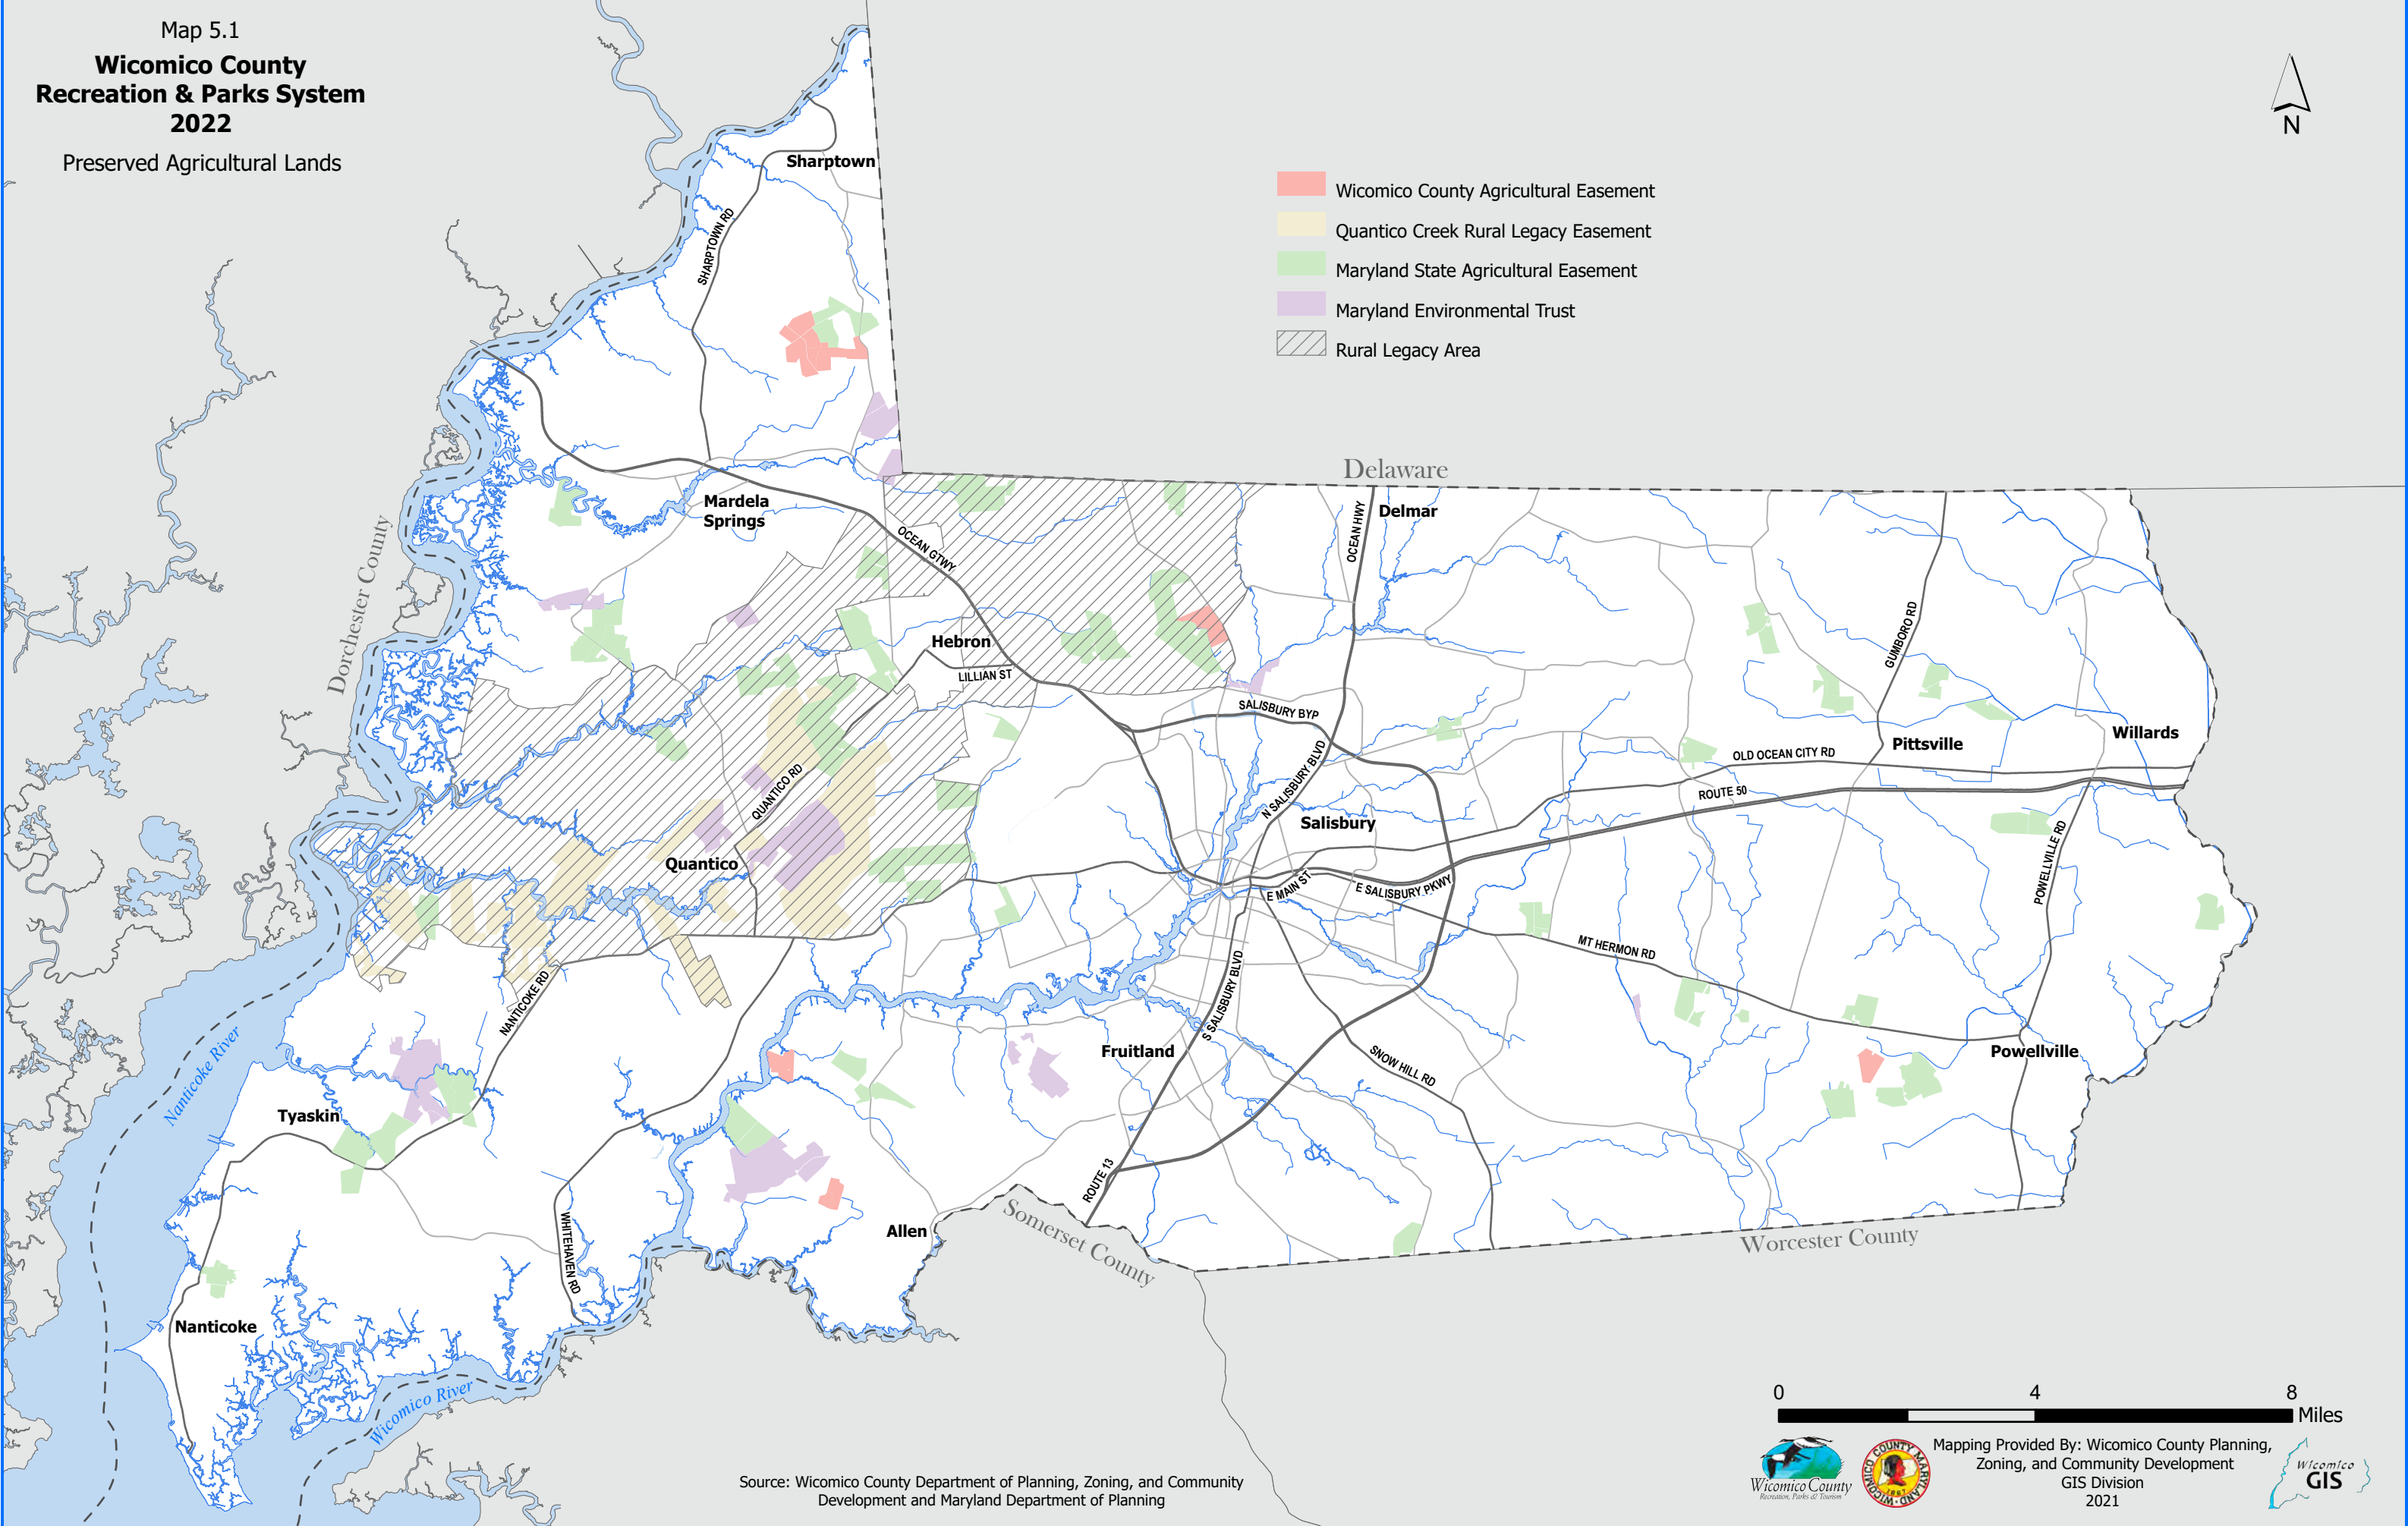 Map 5.1
Wicomico County
Recreation & Parks System
2022
Preserved Agricultural Lands
N
Wicomico County Agricultural Easement
Quantico Creek Rural Legacy Easement
Maryland State Agricultural Easement
Maryland Environmental Trust
Rural Legacy Area
Sharptown
SHARPTOWN RD
Delaware
Mardela
Springs
OCEAN GTWY
OCEAN HWY
Delmar
Dorchester County
Hebron
LILLIAN ST
GUMBORO RD
SALISBURY BYP
Willards
Pittsville
OLD OCEAN CITY RD
ROUTE 50
QUANTICO RD
N SALISBURY BLVD
Salisbury
Quantico
E MAIN ST
E SALISBURY PKWY
POWELLVILLE RD
MT HERMON RD
NANTICOKE RD
S SALISBURY BLVD
Nanticoke River
Fruitland
SNOW HILL RD
Powellville
Tyaskin
ROUTE 13
WHITEHAVEN RD
Allen
Somerset County
Worcester County
Nanticoke
Wicomico River
0 4 8
Miles
Source: Wicomico County Department of Planning, Zoning, and Community
Development and Maryland Department of Planning
Wicomico County
Recreation, Parks & Tourism
WICOMICO COUNTY MARYLAND
1867
Mapping Provided By: Wicomico County Planning,
Zoning, and Community Development
GIS Division
2021
Wicomico
GIS